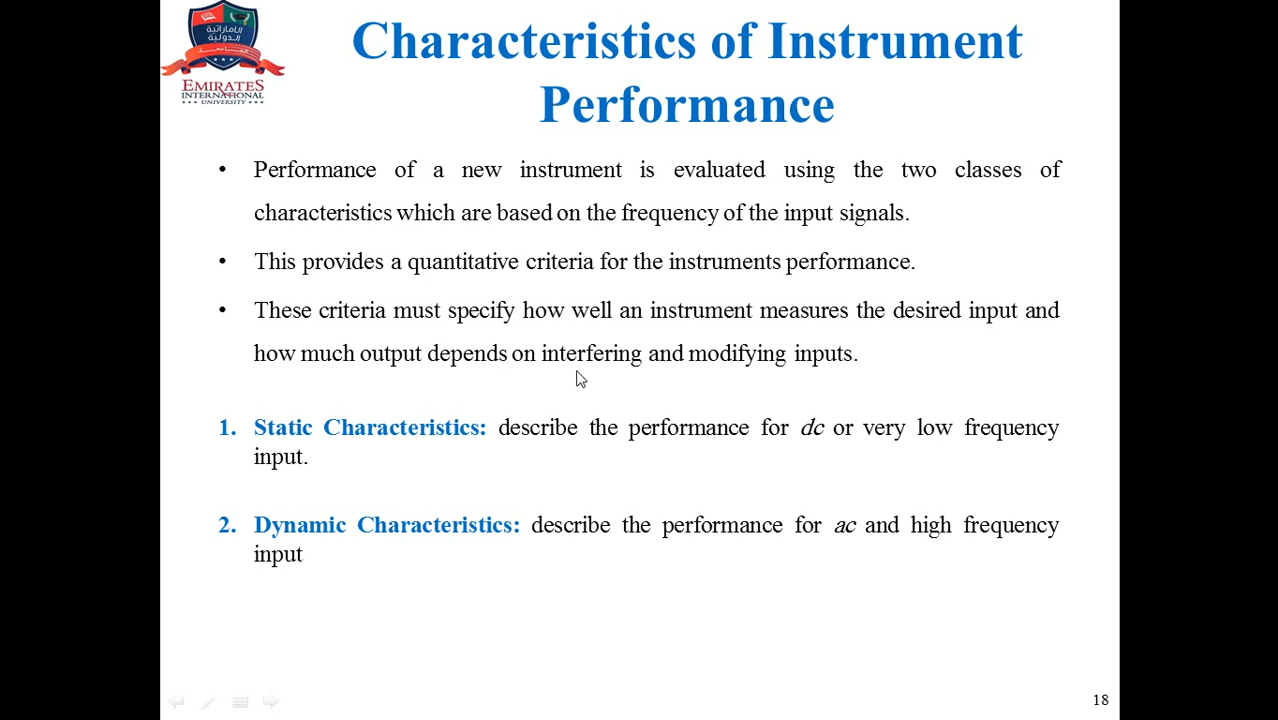 الإماراتية
الدولية
EMIRATES
INTERNATIONAL
UNIVERSITY
Characteristics of Instrument
Performance
• Performance of a new instrument is evaluated using the two classes of
characteristics which are based on the frequency of the input signals.
• This provides a quantitative criteria for the instruments performance.
• These criteria must specify how well an instrument measures the desired input and
how much output depends on interfering and modifying inputs.
1. Static Characteristics: describe the performance for dc or very low frequency
input.
2. Dynamic Characteristics: describe the performance for ac and high frequency
input
18